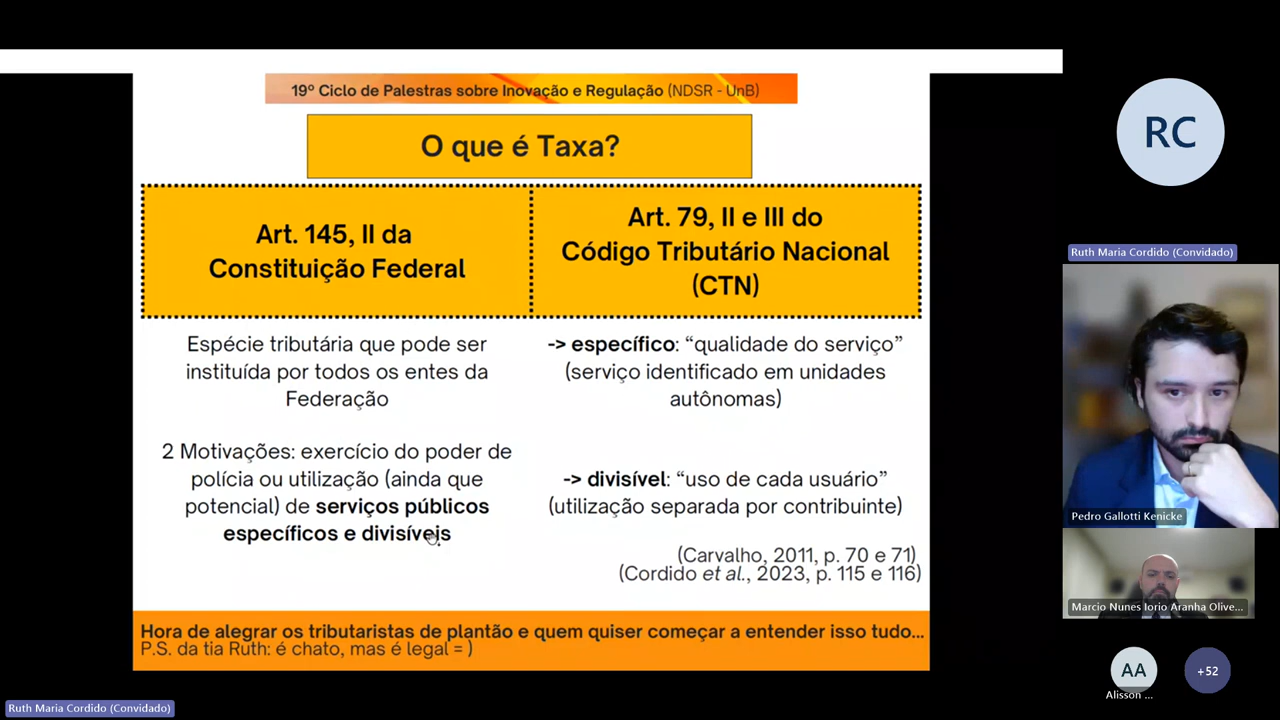 19º Ciclo de Palestras sobre Inovação e Regulação (NDSR - UnB)
O que é Taxa?
Art. 145, II da
Constituição Federal
Art. 79, II e III do
Código Tributário Nacional
(CTN)
Espécie tributária que pode ser
instituída por todos os entes da
Federação
2 Motivações: exercício do poder de
polícia ou utilização (ainda que
potencial) de serviços públicos
específicos e divisíveis
-> específico: “qualidade do serviço”
(serviço identificado em unidades
autônomas)
-> divisível: “uso de cada usuário”
(utilização separada por contribuinte)
(Carvalho, 2011, p. 70 e 71)
(Cordido et al., 2023, p. 115 e 116)
Hora de alegrar os tributaristas de plantão e quem quiser começar a entender isso tudo...
P.S. da tia Ruth: é chato, mas é legal = )
RC
Ruth Maria Cordido (Convidado)
Pedro Gallotti Kenicke
Marcio Nunes Iorio Aranha Olive...
AA
Alisson ...
+52
Ruth Maria Cordido (Convidado)